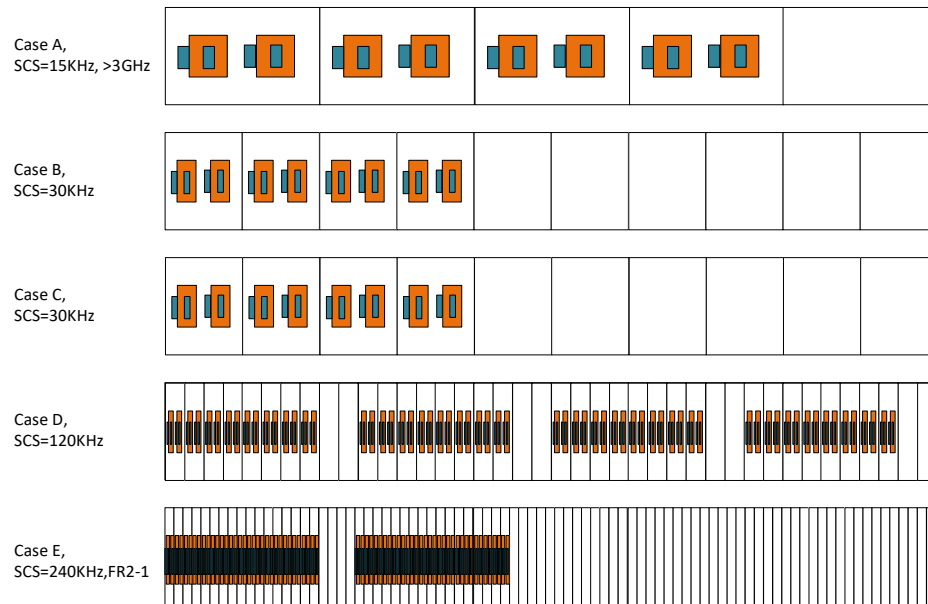 Case A,
SCS=15KHz, >3GHz
Case B,
SCS=30KHz
Case C,
SCS=30KHz
Case D,
SCS=120KHz
Case E,
SCS=240KHz,FR2-1